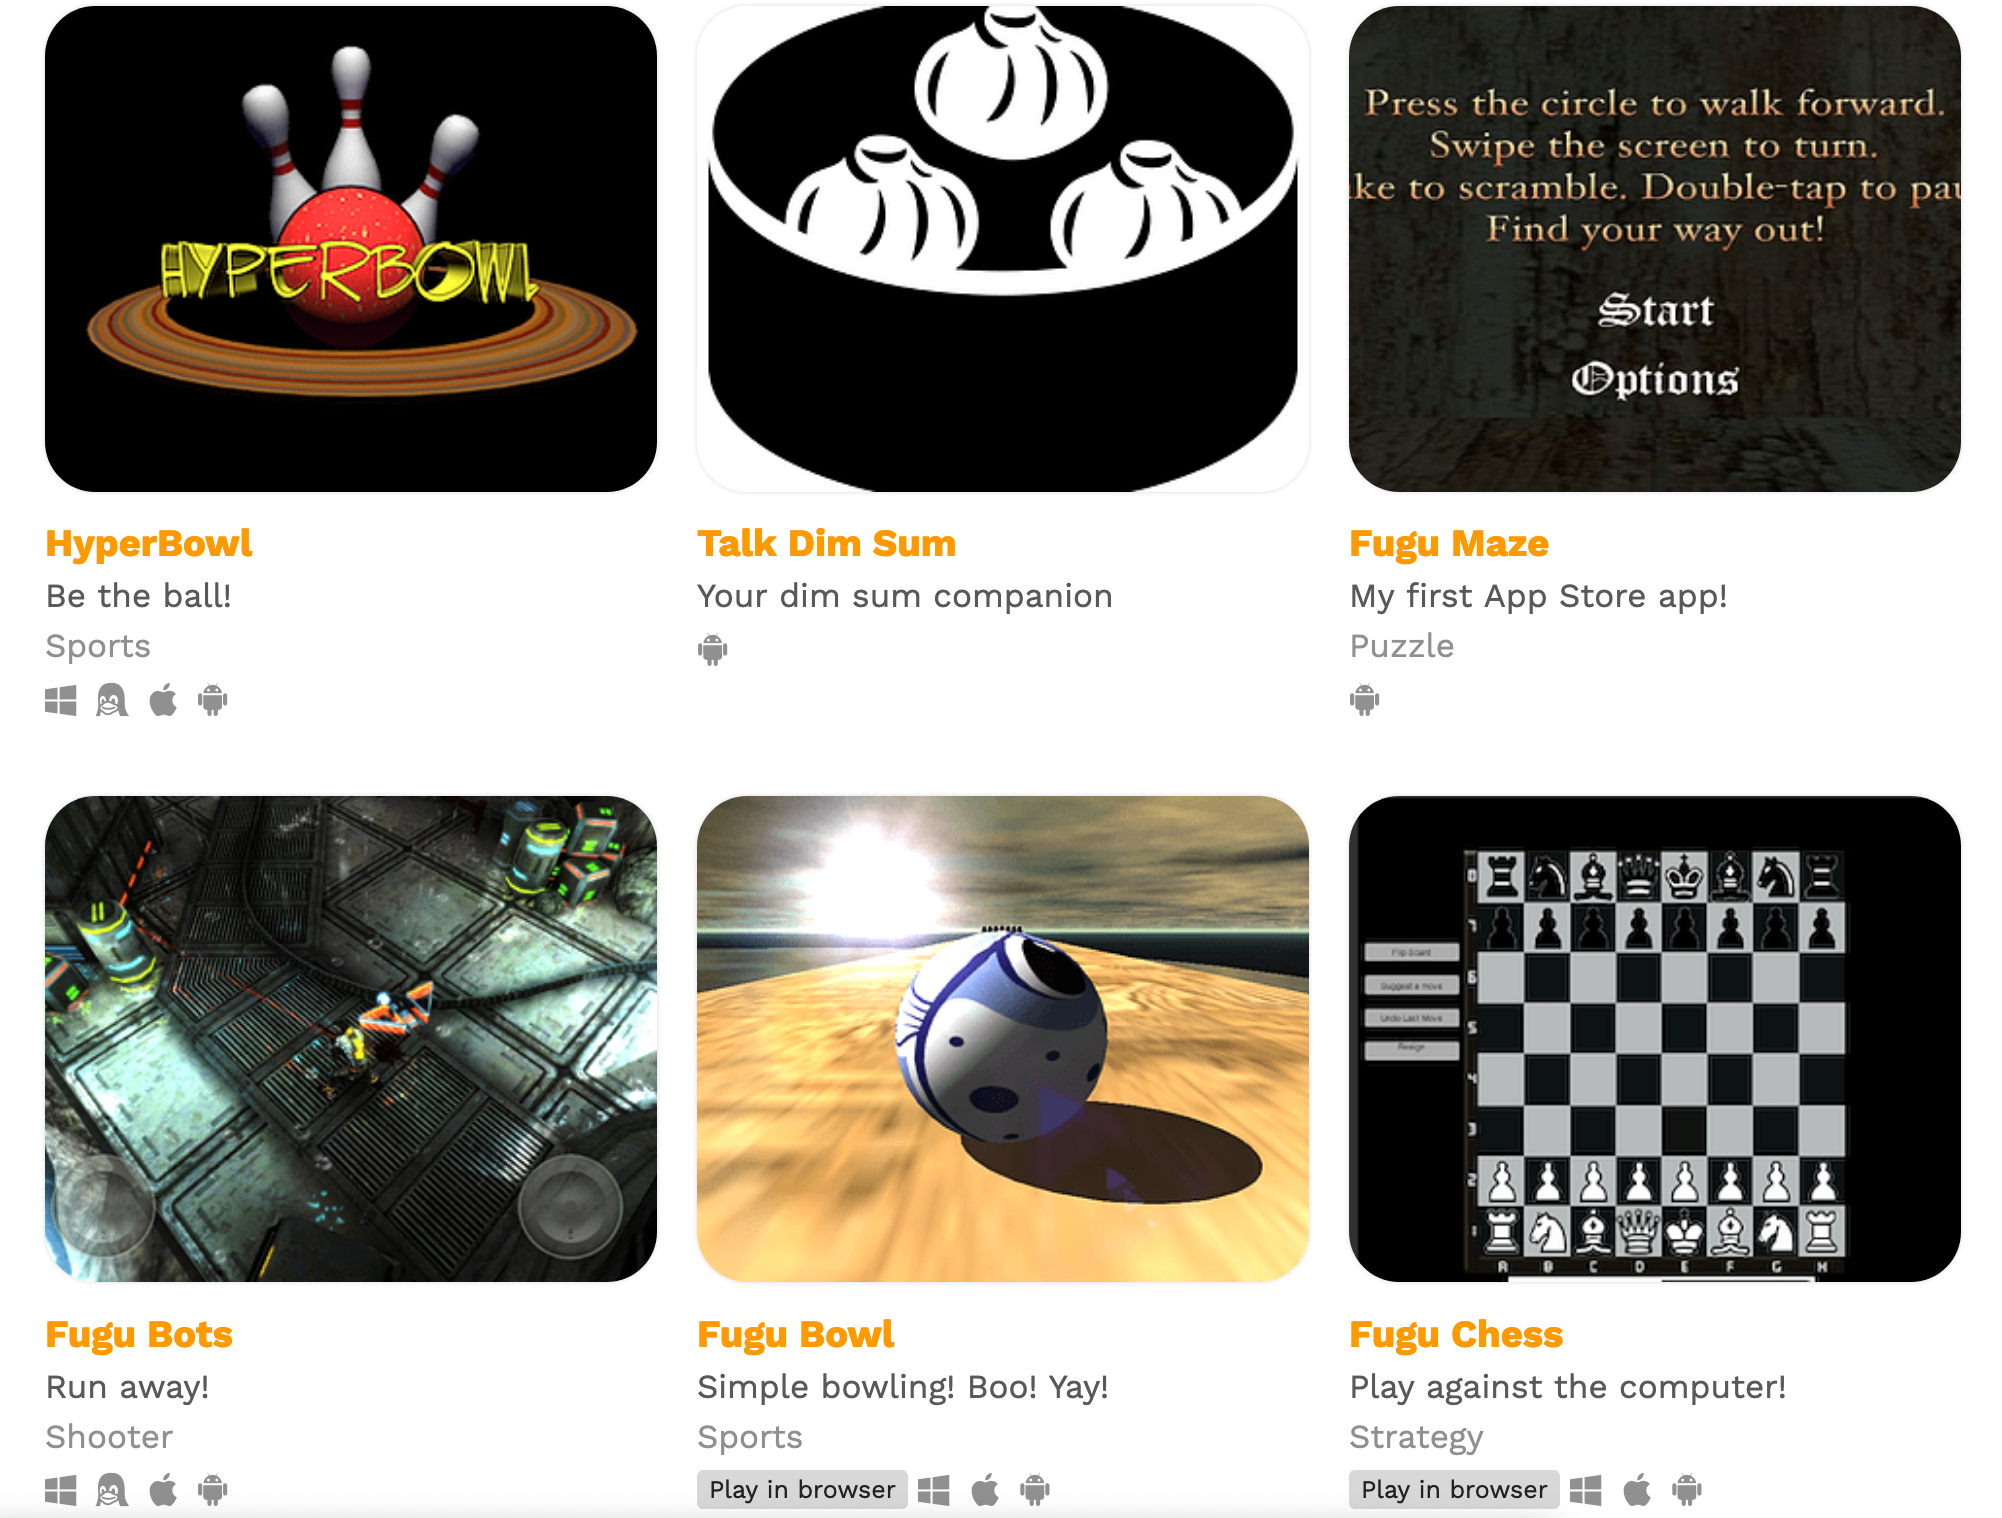 HYPERBOWL
Press the circle to walk forward.
Swipe the screen to turn.
ke to scramble. Double-tap to pau
Find your way out!
Start
Options
HyperBowl
Be the ball!
Sports
Talk Dim Sum
Your dim sum companion
Fugu Maze
My first App Store app!
Puzzle
8
7
6
5
4
3
2
1
Flip Board
Suggest a move
Undo Last Move
Resign
A B C D E F G H
Fugu Bots
Run away!
Shooter
Fugu Bowl
Simple bowling! Boo! Yay!
Sports
Play in browser
Fugu Chess
Play against the computer!
Strategy
Play in browser